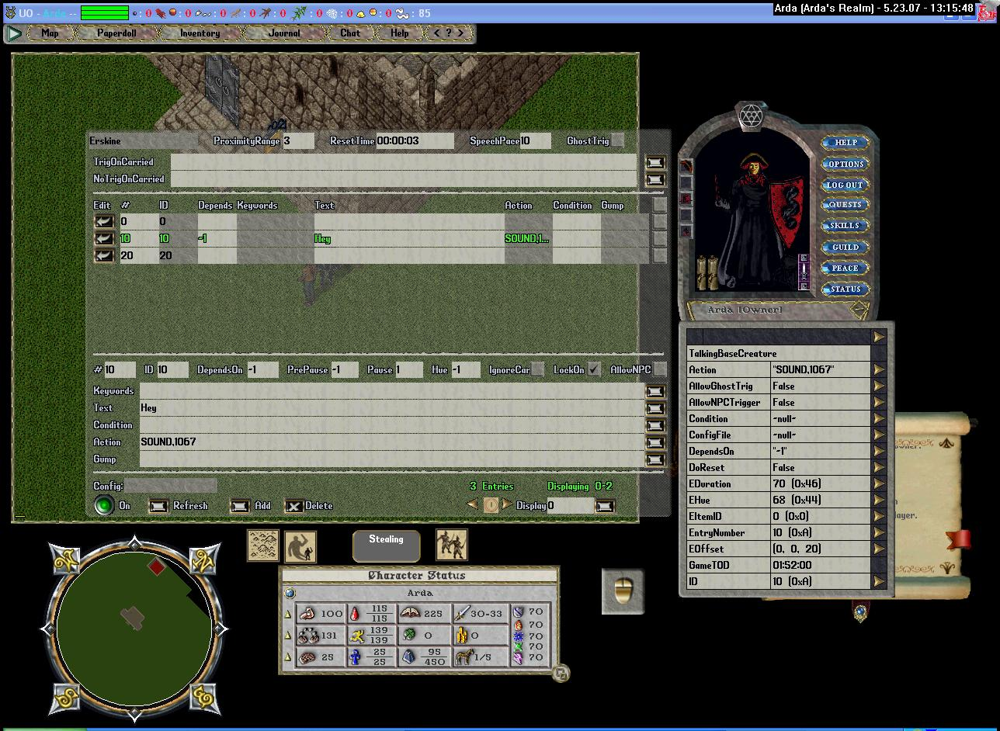 UO - Arda -- : 0 : 0 : 0 : 0 : 0 : 0 : 0 : 0 : 85
Arda (Arda's Realm) - 5.23.07 - 13:15:48
Map Paperdoll Inventory Journal Chat Help < ? >
Erskine ProximityRange 3 ResetTime 00:00:03 SpeechPace 10 GhostTrig
TrigOnCarried
NoTrigOnCarried
Edit # ID Depends Keywords Text Action Condition Gump
0 0
10 10 -1 Hey SOUND,1...
20 20
# 10 ID 10 DependsOn -1 PrePause -1 Pause 1 Hue -1 IgnoreCar LockOn AllowNPC
Keywords
Text Hey
Condition
Action SOUND,1067
Gump
Config:
3 Entries Displaying 0-2
On Refresh Add Delete Display 0
HELP
OPTIONS
LOG OUT
QUESTS
SKILLS
GUILD
PEACE
STATUS
Arda [Owner]
TalkingBaseCreature
Action "SOUND,1067"
AllowGhostTrig False
AllowNPCTrigger False
Condition -null-
ConfigFile -null-
DependsOn "-1"
DoReset False
EDuration 70 (0x46)
EHue 68 (0x44)
EItemID 0 (0x0)
EntryNumber 10 (0xA)
EOffset (0, 0, 20)
GameTOD 01:52:00
ID 10 (0xA)
layer.
Stealing
Character Status
Arda
100 115 115 225 30-33 70
70
131 139 139 0 0 70
70
25 25 25 95 450 1/5 70